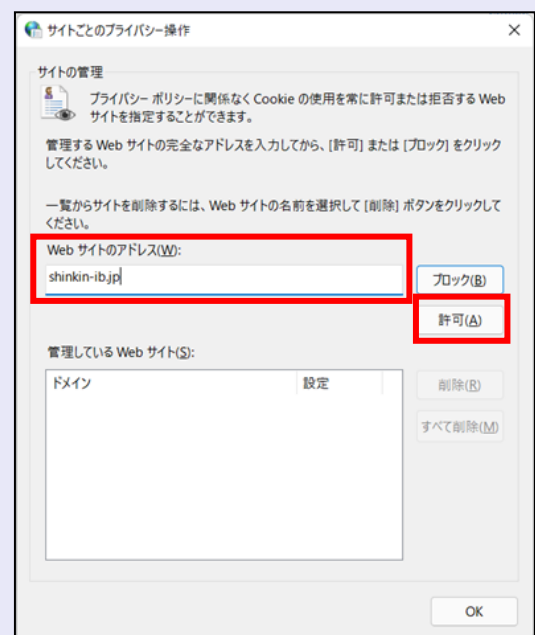 サイトごとのプライバシー操作
サイトの管理
プライバシー ポリシーに関係なく Cookie の使用を常に許可または拒否する Web
サイトを指定することができます。
管理する Web サイトの完全なアドレスを入力してから、[許可] または [ブロック] をクリック
してください。
一覧からサイトを削除するには、Web サイトの名前を選択して [削除] ボタンをクリックして
ください。
Web サイトのアドレス(W):
shinkin-ib.jp
ブロック(B)
許可(A)
管理している Web サイト(S):
ドメイン 設定
削除(R)
すべて削除(M)
OK